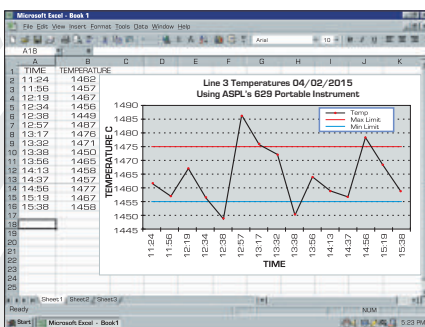 Microsoft Excel - Book 1
File Edit View Insert Format Tools Data Window Help
Arial 10
A18
A B C D E F G H I J K
1 TIME TEMPERATURE
2 11:24 1462
3 11:56 1457
4 12:19 1467
5 12:34 1456
6 12:38 1449
7 12:57 1487
8 13:17 1476
9 13:32 1471
10 13:38 1450
11 13:56 1465
12 14:13 1458
13 14:37 1457
14 14:56 1477
15 15:19 1467
16 15:38 1458
17
18
19
20
21
22
23
24
25
Line 3 Temperatures 04/02/2015
Using ASPL's 629 Portable Instrument
Temp
Max Limit
Min Limit
TEMPERATURE C
1490
1485
1480
1475
1470
1465
1460
1455
1450
1445
11:24 11:56 12:19 12:34 12:38 12:57 13:17 13:32 13:38 13:56 14:13 14:37 14:56 15:19 15:38
TIME
Sheet1 Sheet2 Sheet3
Ready NUM
Start Microsoft Excel - Book1 5:23 PM